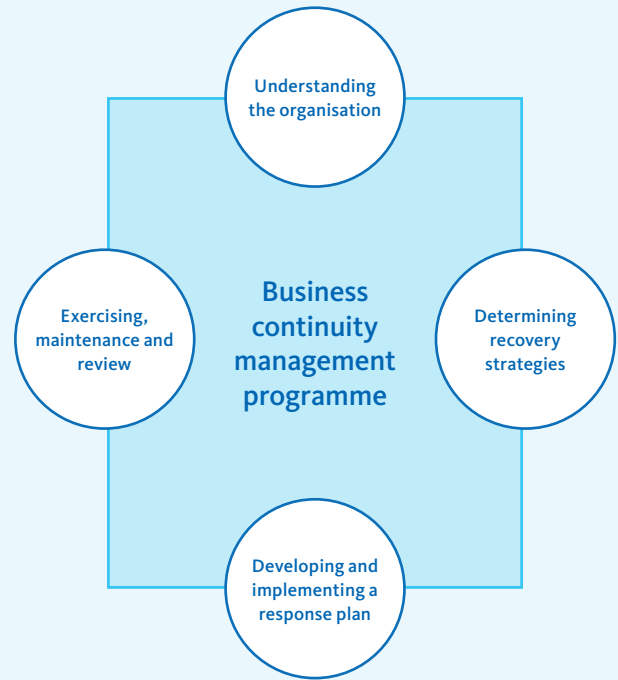 Understanding
the organisation
Business
continuity
management
programme
Exercising,
maintenance and
review
Determining
recovery
strategies
Developing and
implementing a
response plan